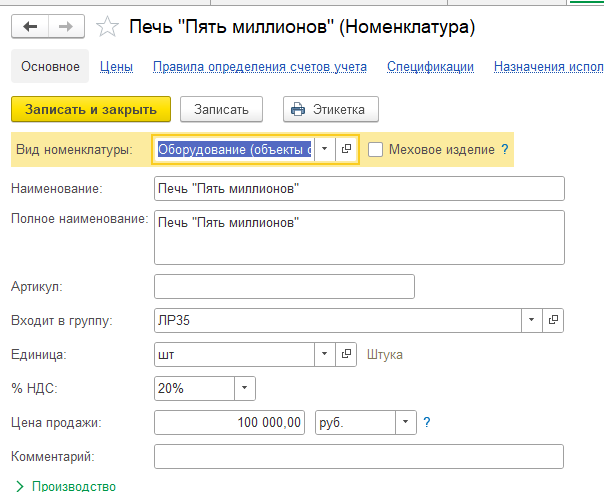 Печь "Пять миллионов" (Номенклатура)
Основное Цены Правила определения счетов учета Спецификации Назначения испол
Записать и закрыть Записать Этикетка
Вид номенклатуры: Оборудование (объекты о Меховое изделие ?
Наименование: Печь "Пять миллионов"
Полное наименование: Печь "Пять миллионов"
Артикул:
Входит в группу: ЛР35
Единица: шт Штука
% НДС: 20%
Цена продажи: 100 000,00 руб. ?
Комментарий:
Производство